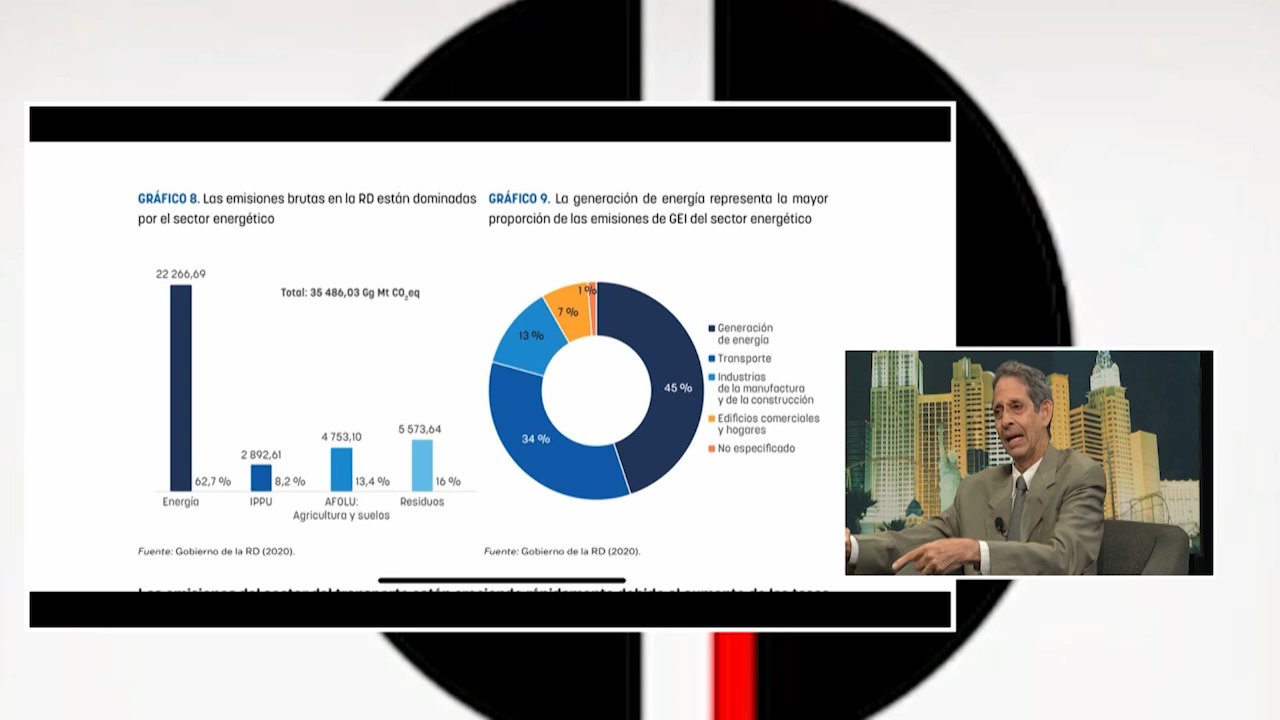 GRÁFICO 8. Las emisiones brutas en la RD están dominadas
por el sector energético
22 266,69
Total: 35 486,03 Gg Mt CO2eq
62,7 %
2 892,61
8,2 %
4 753,10
13,4 %
5 573,64
16 %
Energía
IPPU
AFOLU:
Agricultura y suelos
Residuos
Fuente: Gobierno de la RD (2020).
GRÁFICO 9. La generación de energía representa la mayor
proporción de las emisiones de GEI del sector energético
1 %
7 %
13 %
45 %
34 %
Generación
de energía
Transporte
Industrias
de la manufactura
y de la construcción
Edificios comerciales
y hogares
No especificado
Fuente: Gobierno de la RD (2020).